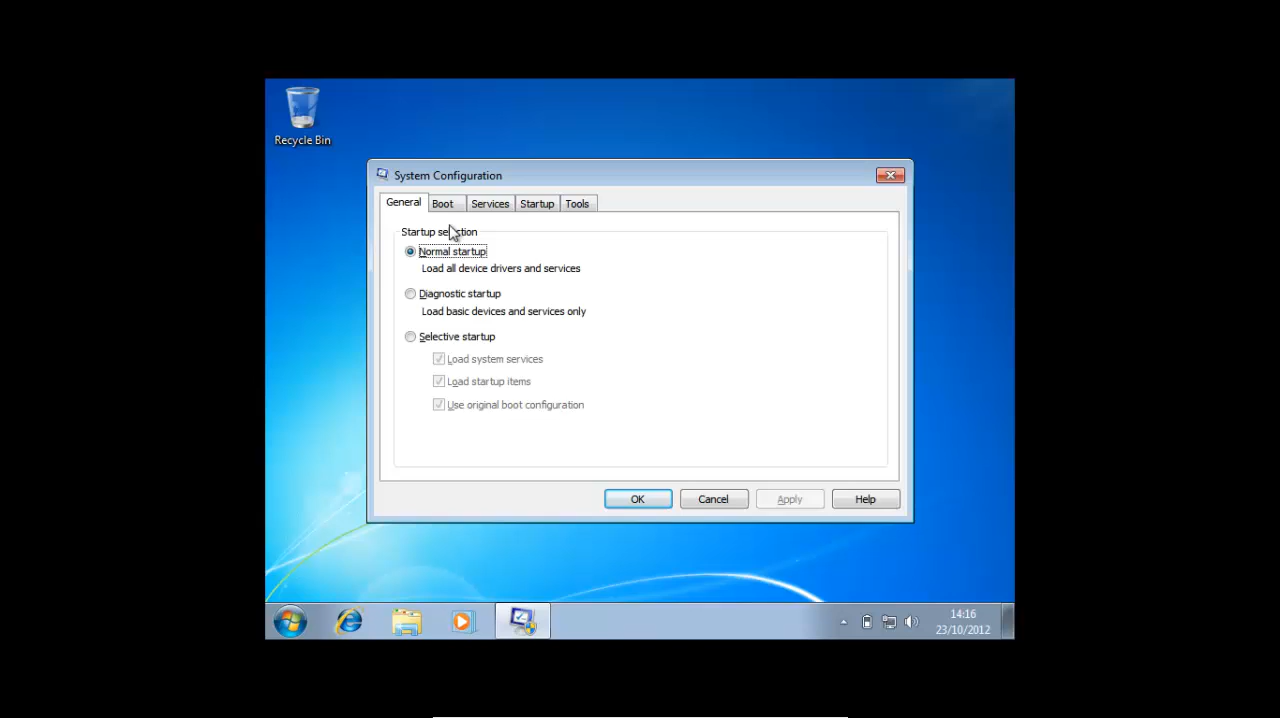 Recycle Bin
System Configuration
General Boot Services Startup Tools
Startup selection
Normal startup
Load all device drivers and services
Diagnostic startup
Load basic devices and services only
Selective startup
Load system services
Load startup items
Use original boot configuration
OK Cancel Apply Help
14:16
23/10/2012